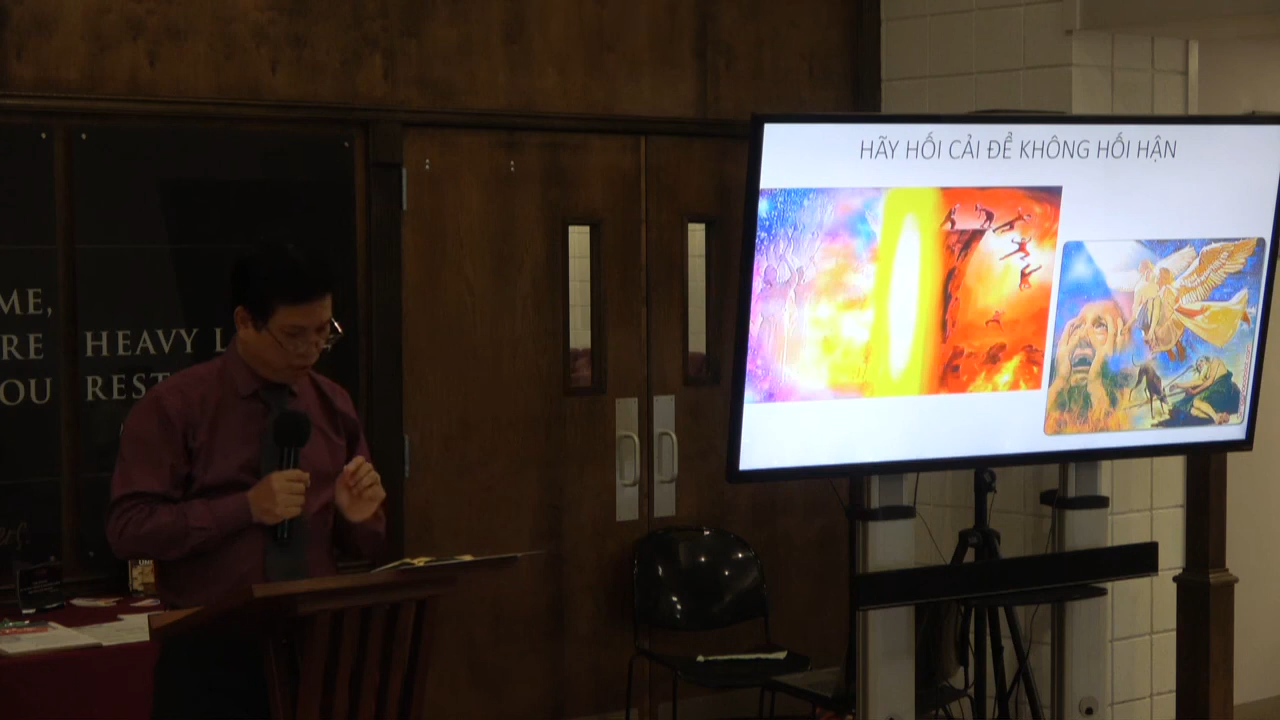 HÃY HỐI CẢI ĐỂ KHÔNG HỐI HẬN
ME,
RE HEAVY
OU REST